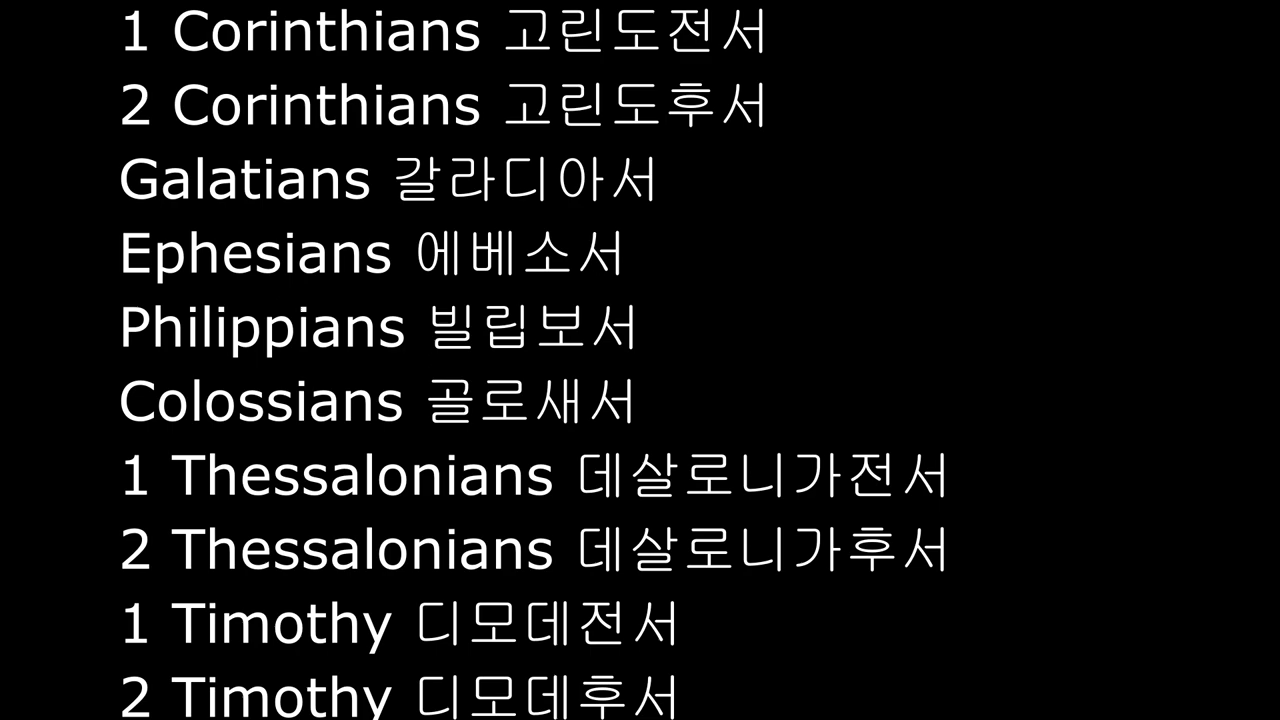 1 Corinthians 고린도전서
2 Corinthians 고린도후서
Galatians 갈라디아서
Ephesians 에베소서
Philippians 빌립보서
Colossians 골로새서
1 Thessalonians 데살로니가전서
2 Thessalonians 데살로니가후서
1 Timothy 디모데전서
2 Timothy 디모데후서